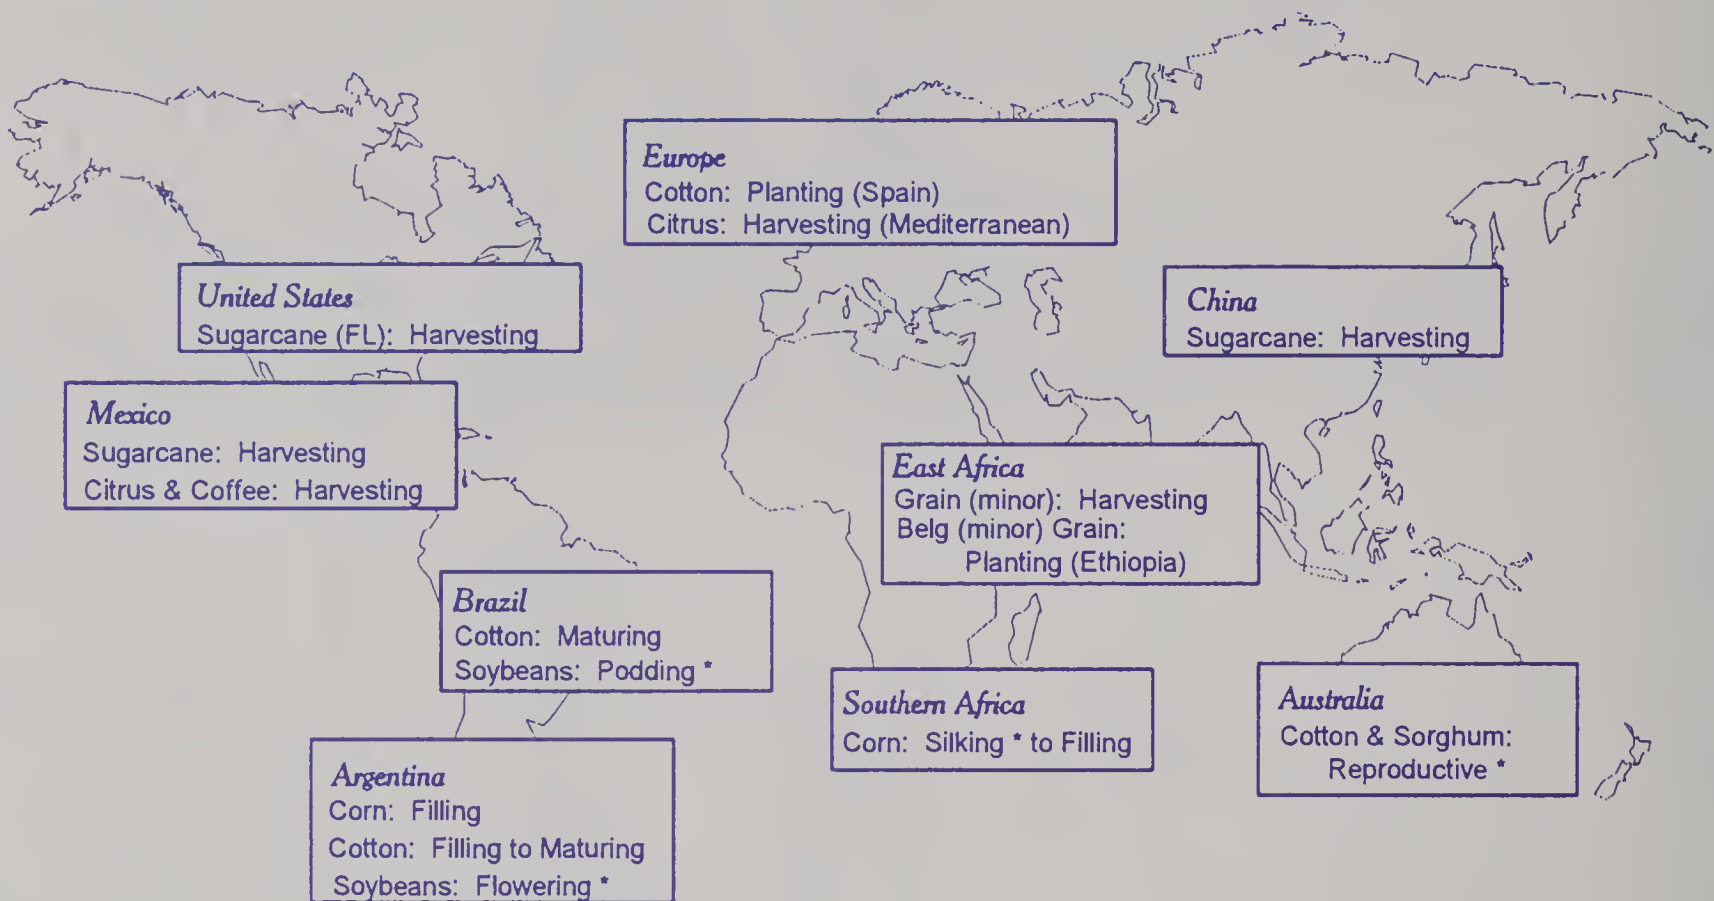 Europe
Cotton: Planting (Spain)
Citrus: Harvesting (Mediterranean)
United States
Sugarcane (FL): Harvesting
China
Sugarcane: Harvesting
Mexico
Sugarcane: Harvesting
Citrus & Coffee: Harvesting
East Africa
Grain (minor): Harvesting
Belg (minor) Grain:
Planting (Ethiopia)
Brazil
Cotton: Maturing
Soybeans: Podding *
Southern Africa
Corn: Silking * to Filling
Australia
Cotton & Sorghum:
Reproductive *
Argentina
Corn: Filling
Cotton: Filling to Maturing
Soybeans: Flowering *